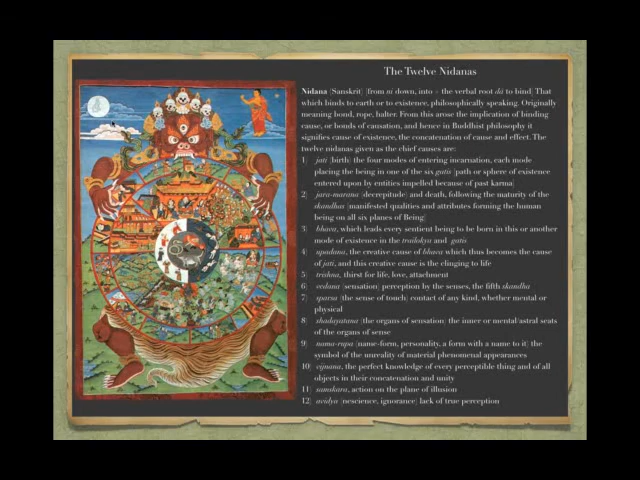 The Twelve Nidanas
Nidana (Sanskrit) [from ni down, into + the verbal root dā to bind] That
which binds to earth or to existence, philosophically speaking. Originally
meaning bond, rope, halter. From this arose the implication of binding
cause, or bonds of causation, and hence in Buddhist philosophy it
signifies cause of existence, the concatenation of cause and effect. The
twelve nidanas given as the chief causes are:
1) jati (birth) the four modes of entering incarnation, each mode
placing the being in one of the six gatis [path or sphere of existence
entered upon by entities impelled because of past karma]
2) jara-marana (decrepitude) and death, following the maturity of the
skandhas [manifested qualities and attributes forming the human
being on all six planes of Being]
3) bhava, which leads every sentient being to be born in this or another
mode of existence in the trailokya and gatis
4) upadana, the creative cause of bhava which thus becomes the cause
of jati, and this creative cause is the clinging to life
5) trishna, thirst for life, love, attachment
6) vedana (sensation) perception by the senses, the fifth skandha
7) sparsa (the sense of touch) contact of any kind, whether mental or
physical
8) shadayatana (the organs of sensation) the inner or mental/astral seats
of the organs of sense
9) nama-rupa (name-form, personality, a form with a name to it) the
symbol of the unreality of material phenomenal appearances
10) vijnana, the perfect knowledge of every perceptible thing and of all
objects in their concatenation and unity
11) samskara, action on the plane of illusion
12) avidya (nescience, ignorance) lack of true perception